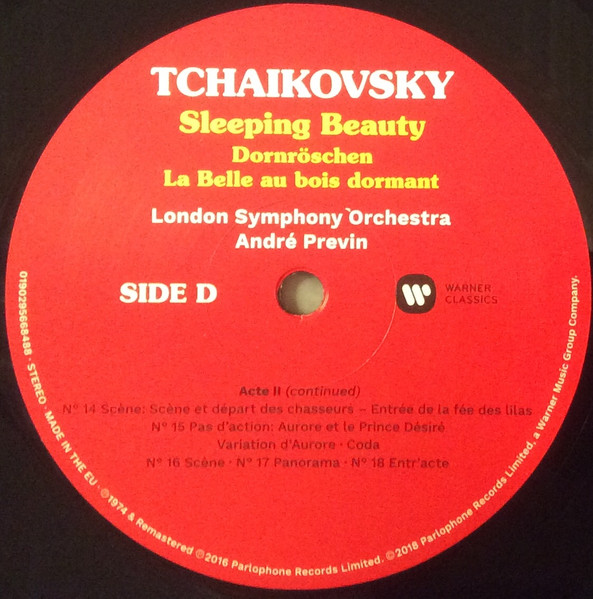 TCHAIKOVSKY
Sleeping Beauty
Dornröschen
La Belle au bois dormant
London Symphony Orchestra
André Previn
SIDE D
WARNER
CLASSICS
Acte II (continued)
Nº 14 Scène: Scène et départ des chasseurs – Entrée de la fée des lilas
Nº 15 Pas d'action: Aurore et le Prince Désiré
Variation d'Aurore · Coda
Nº 16 Scène · Nº 17 Panorama · Nº 18 Entr'acte
0190295668488 · STEREO · MADE IN THE EU · ℗1974 & Remastered ℗2016 Parlophone Records Limited. ©2018 Parlophone Records Limited, a Warner Music Group Company.